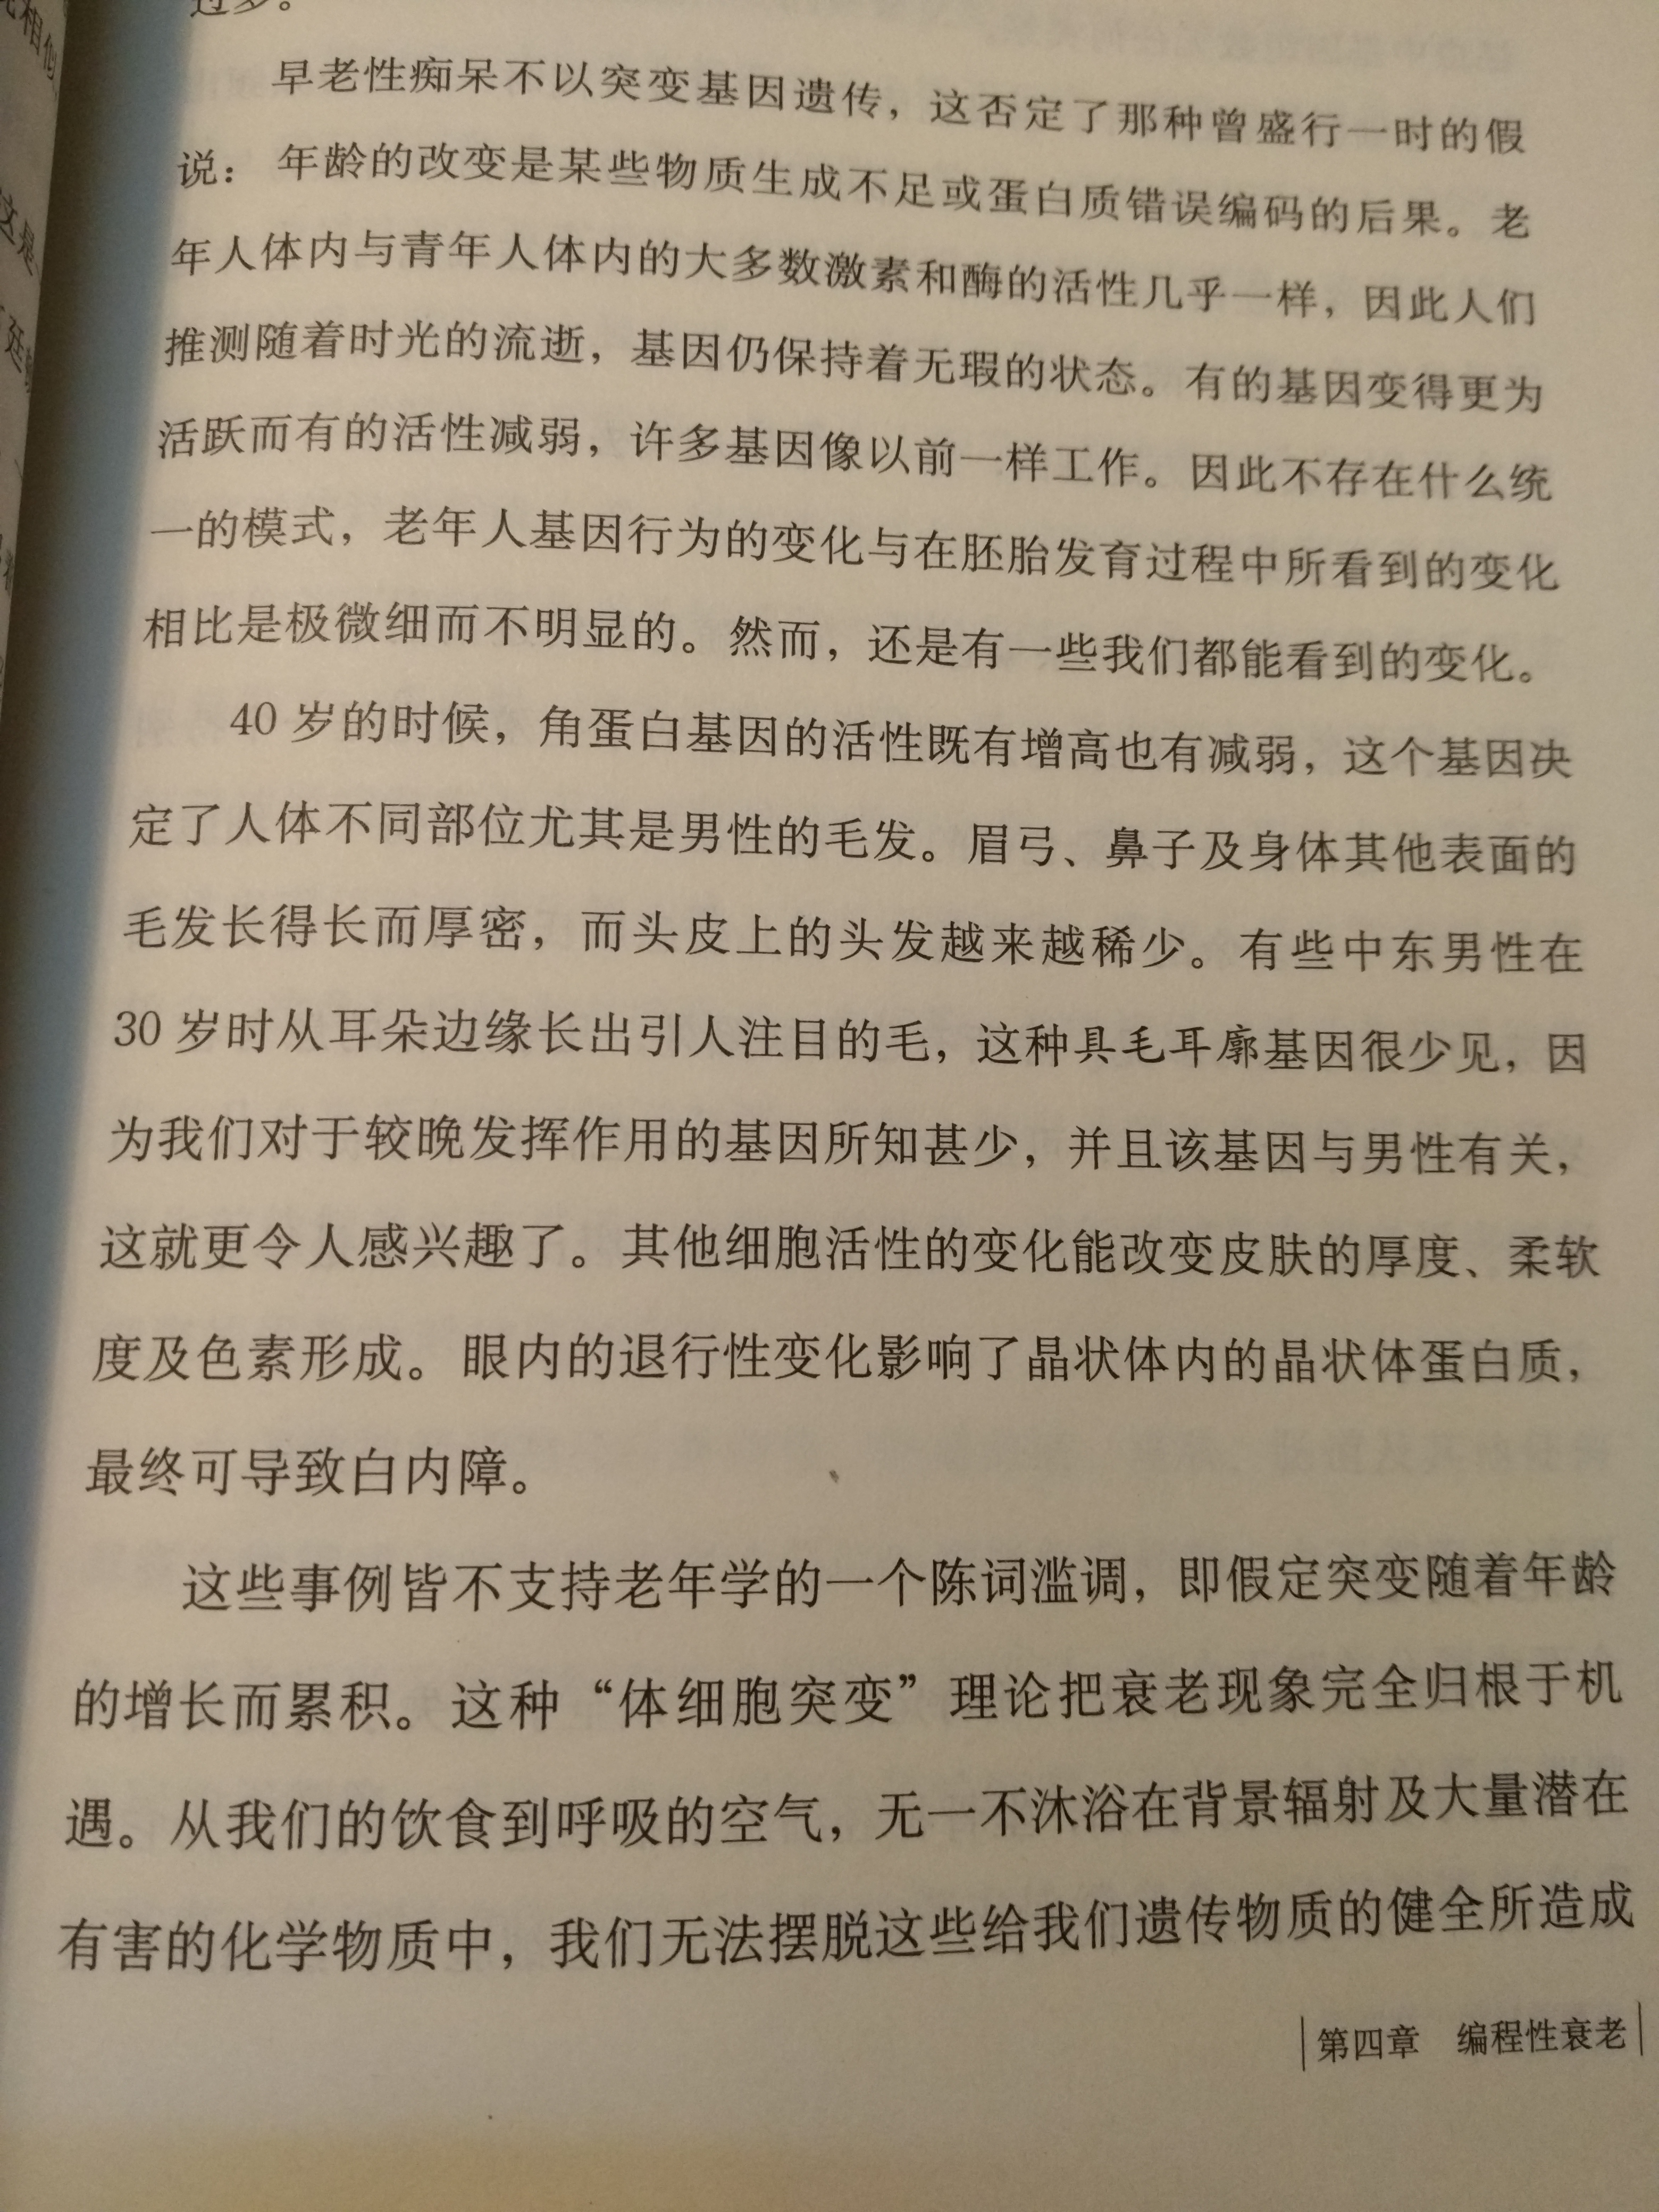 过多。
早老性痴呆不以突变基因遗传，这否定了那种曾盛行一时的假
说：年龄的改变是某些物质生成不足或蛋白质错误编码的后果。老
年人体内与青年人体内的大多数激素和酶的活性几乎一样，因此人们
推测随着时光的流逝，基因仍保持着无瑕的状态。有的基因变得更为
活跃而有的活性减弱，许多基因像以前一样工作。因此不存在什么统
一的模式，老年人基因行为的变化与在胚胎发育过程中所看到的变化
相比是极微细而不明显的。然而，还是有一些我们都能看到的变化。
40 岁的时候，角蛋白基因的活性既有增高也有减弱，这个基因决
定了人体不同部位尤其是男性的毛发。眉弓、鼻子及身体其他表面的
毛发长得长而厚密，而头皮上的头发越来越稀少。有些中东男性在
30 岁时从耳朵边缘长出引人注目的毛，这种具毛耳廓基因很少见，因
为我们对于较晚发挥作用的基因所知甚少，并且该基因与男性有关，
这就更令人感兴趣了。其他细胞活性的变化能改变皮肤的厚度、柔软
度及色素形成。眼内的退行性变化影响了晶状体内的晶状体蛋白质，
最终可导致白内障。
这些事例皆不支持老年学的一个陈词滥调，即假定突变随着年龄
的增长而累积。这种“体细胞突变”理论把衰老现象完全归根于机
遇。从我们的饮食到呼吸的空气，无一不沐浴在背景辐射及大量潜在
有害的化学物质中，我们无法摆脱这些给我们遗传物质的健全所造成
第四章 编程性衰老